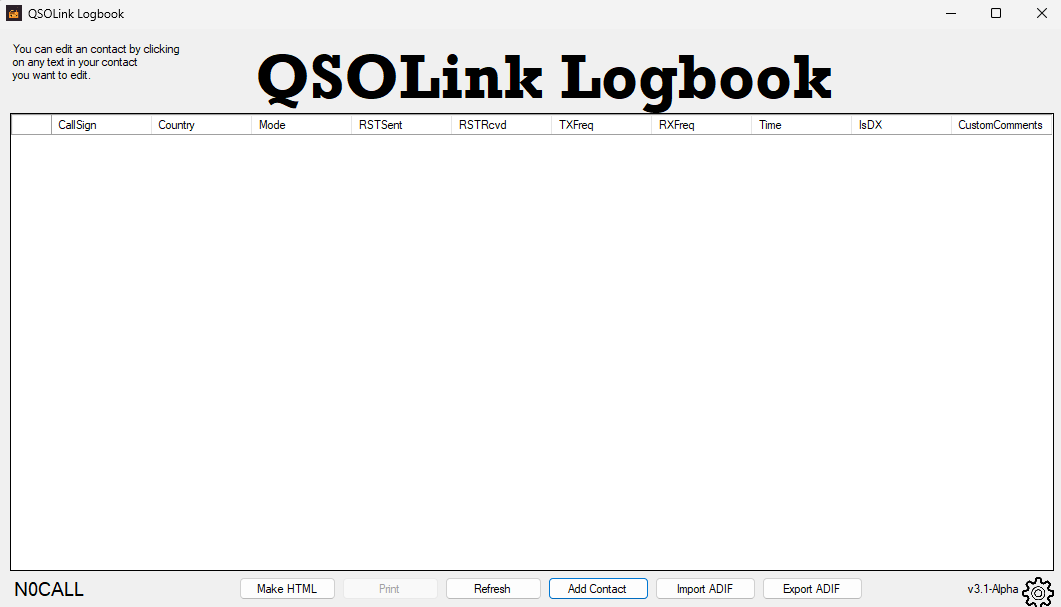 QSOLink Logbook
You can edit an contact by clicking
on any text in your contact
you want to edit.
QSOLink Logbook
CallSign Country Mode RSTSent RSTRcvd TXFreq RXFreq Time IsDX CustomComments
N0CALL Make HTML Print Refresh Add Contact Import ADIF Export ADIF v3.1-Alpha